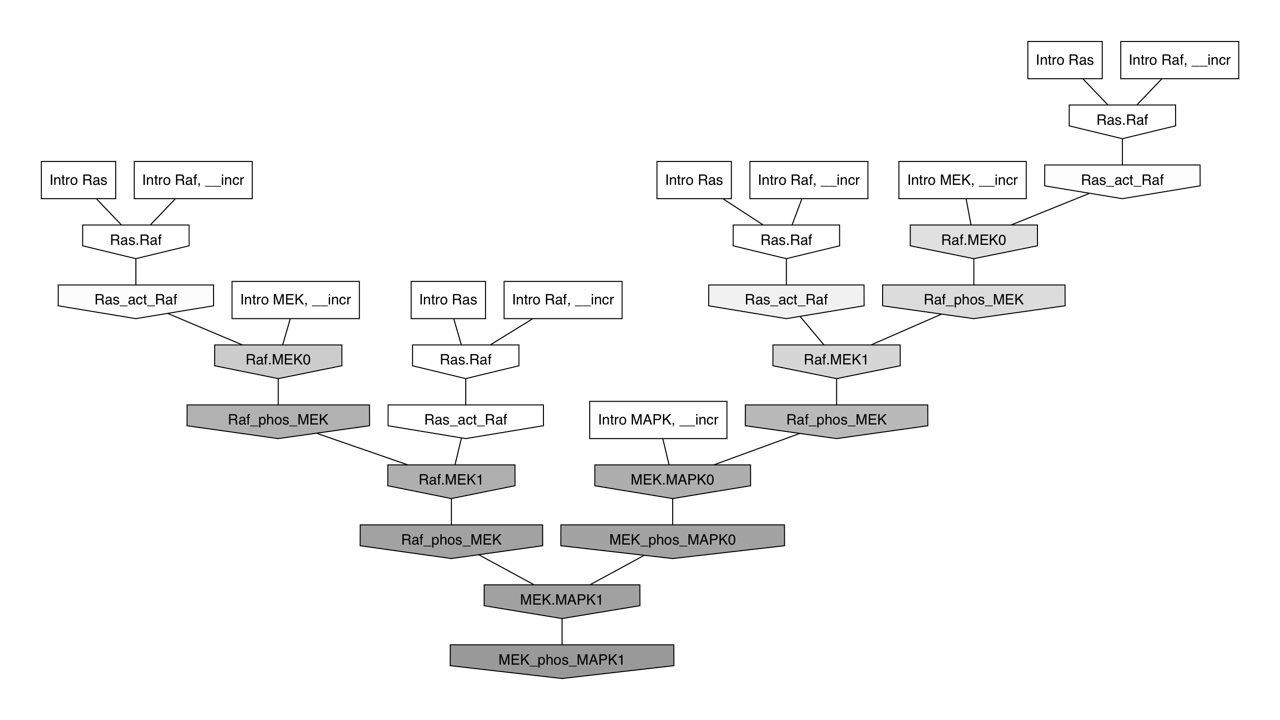 Intro Ras
Intro Raf, __incr
Ras.Raf
Intro Ras
Intro Raf, __incr
Intro Ras
Intro Raf, __incr
Intro MEK, __incr
Ras_act_Raf
Ras.Raf
Ras.Raf
Raf.MEK0
Ras_act_Raf
Intro MEK, __incr
Intro Ras
Intro Raf, __incr
Ras_act_Raf
Raf_phos_MEK
Raf.MEK0
Ras.Raf
Raf.MEK1
Raf_phos_MEK
Ras_act_Raf
Intro MAPK, __incr
Raf_phos_MEK
Raf.MEK1
MEK.MAPK0
Raf_phos_MEK
MEK_phos_MAPK0
MEK.MAPK1
MEK_phos_MAPK1